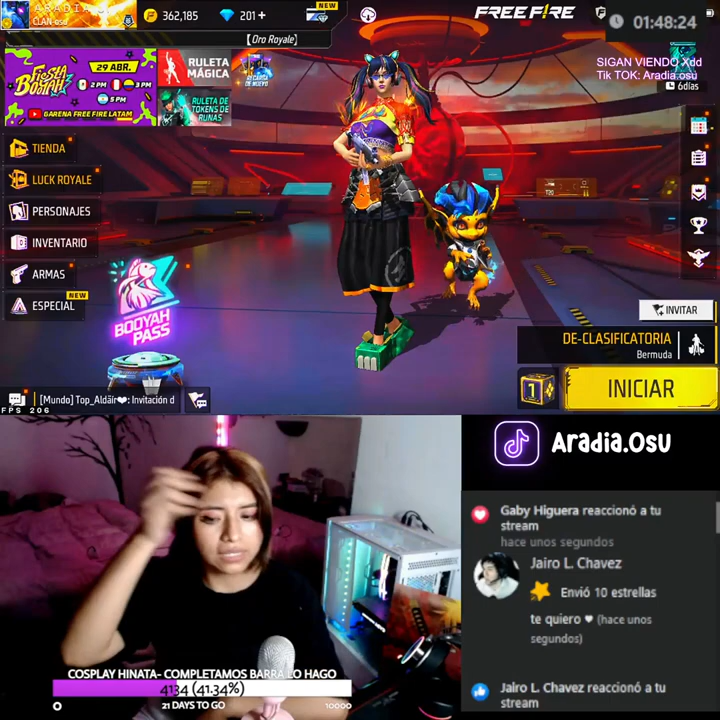 ARADIA
CLAN-osu
362,185
201 +
NEW
FREE FIRE
01:48:24
【Oro Royale】
SIGAN VIENDO Xdd
Tik TOK: Aradia.osu
6días
FIESTA BOOYAH
29 ABR.
2 PM
3 PM
5 PM
GARENA FREE FIRE LATAM
RULETA MÁGICA
RULETA DE TOKENS DE RUNAS
TIENDA
LUCK ROYALE
PERSONAJES
INVENTARIO
ARMAS
ESPECIAL
NEW
BOOYAH PASS
INVITAR
DE-CLASIFICATORIA
Bermuda
1
INICIAR
[Mundo] Top_Aldáir❤: Invitación d
FPS 206
Aradia.Osu
Gaby Higuera reaccionó a tu
stream
hace unos segundos
Jairo L. Chavez
Envió 10 estrellas
te quiero ♥ (hace unos
segundos)
Jairo L. Chavez reaccionó a tu
stream
COSPLAY HINATA- COMPLETAMOS BARRA LO HAGO
4134 (41.34%)
0
21 DAYS TO GO
10000